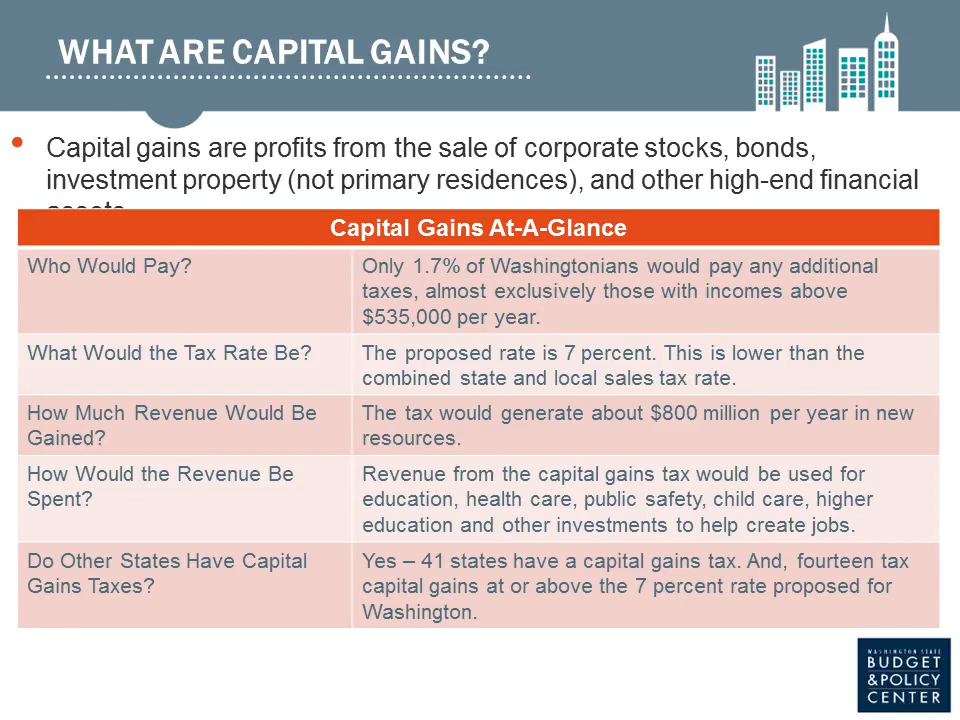 WHAT ARE CAPITAL GAINS?
Capital gains are profits from the sale of corporate stocks, bonds,
investment property (not primary residences), and other high-end financial
Capital Gains At-A-Glance
Who Would Pay?
Only 1.7% of Washingtonians would pay any additional
taxes, almost exclusively those with incomes above
$535,000 per year.
What Would the Tax Rate Be?
The proposed rate is 7 percent. This is lower than the
combined state and local sales tax rate.
How Much Revenue Would Be
Gained?
The tax would generate about $800 million per year in new
resources.
How Would the Revenue Be
Spent?
Revenue from the capital gains tax would be used for
education, health care, public safety, child care, higher
education and other investments to help create jobs.
Do Other States Have Capital
Gains Taxes?
Yes – 41 states have a capital gains tax. And, fourteen tax
capital gains at or above the 7 percent rate proposed for
Washington.
WASHINGTON STATE
BUDGET
&POLICY
CENTER